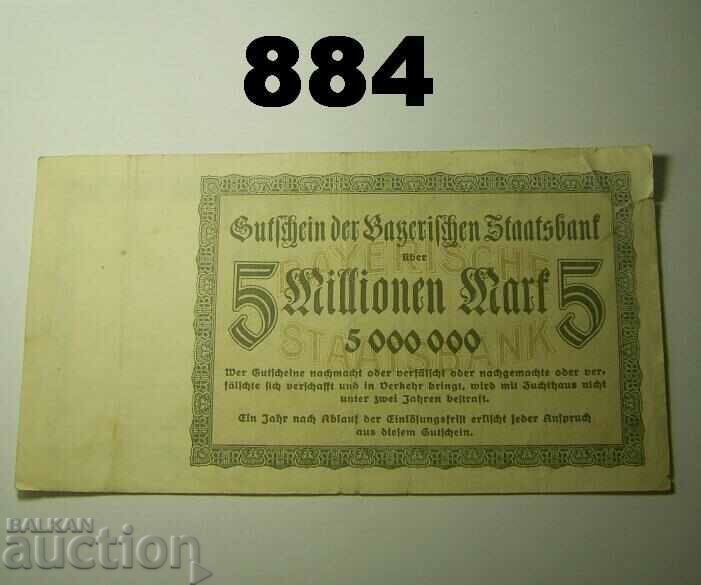 884
Gutschein der Bayerischen Staatsbank
über
5 Millionen Mark 5
BAYERISCHE
STAATSBANK
5 000 000
Wer Gutscheine nachmacht oder verfälscht oder nachgemachte oder ver-
fälschte sich verschafft und in Verkehr bringt, wird mit Zuchthaus nicht
unter zwei Jahren bestraft.
Ein Jahr nach Ablauf der Einlösungsfrist erlischt jeder Anspruch
aus diesem Gutschein.
BALKAN
auction